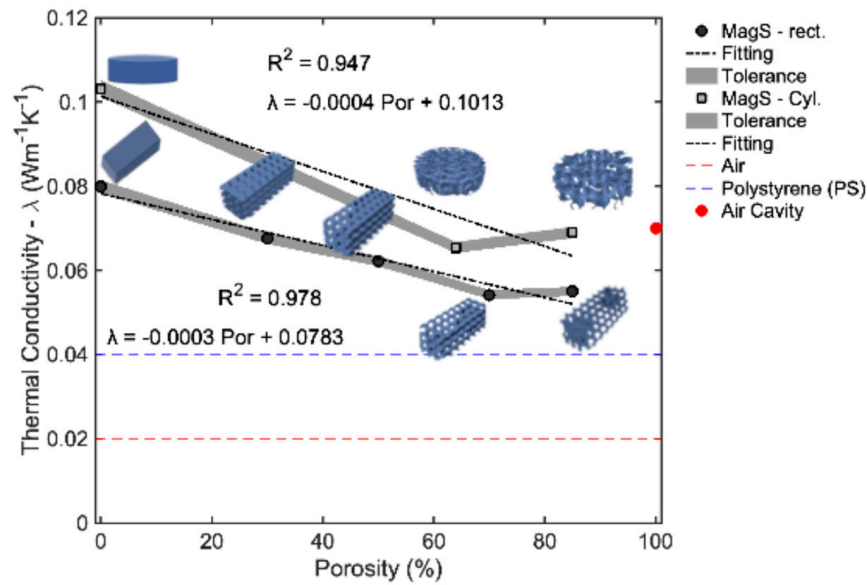 Thermal Conductivity - λ (Wm⁻¹K⁻¹)
0.12
0.1
0.08
0.06
0.04
0.02
0
R² = 0.947
λ = -0.0004 Por + 0.1013
R² = 0.978
λ = -0.0003 Por + 0.0783
0 20 40 60 80 100
Porosity (%)
MagS - rect.
Fitting
Tolerance
MagS - Cyl.
Tolerance
Fitting
Air
Polystyrene (PS)
Air Cavity